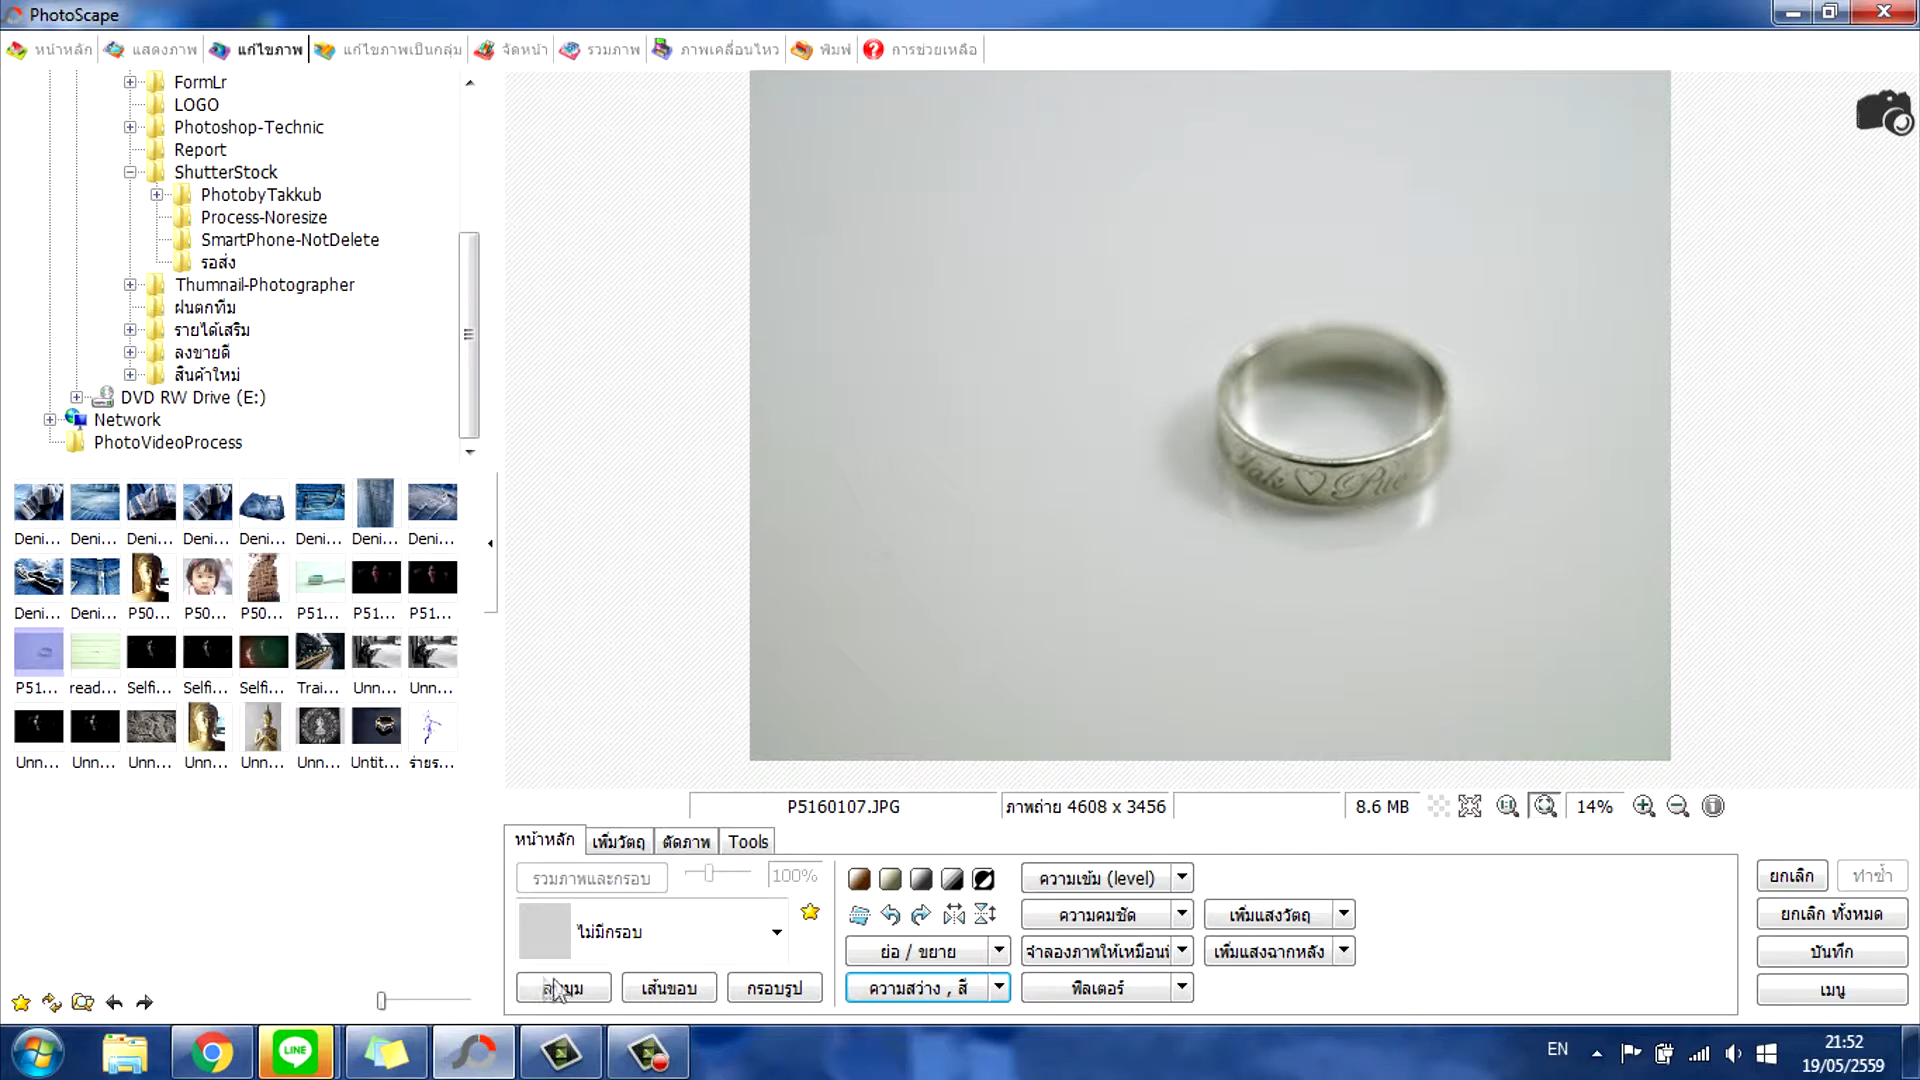 PhotoScape
หน้าหลัก แสดงภาพ แก้ไขภาพ แก้ไขภาพเป็นกลุ่ม จัดหน้า รวมภาพ ภาพเคลื่อนไหว พิมพ์ การช่วยเหลือ
FormLr
LOGO
Photoshop-Technic
Report
ShutterStock
PhotobyTakkub
Process-Noresize
SmartPhone-NotDelete
รอส่ง
Thumnail-Photographer
ฝนตกทีม
รายได้เสริม
ลงขายดี
สินค้าใหม่
DVD RW Drive (E:)
Network
PhotoVideoProcess
Deni... Deni... Deni... Deni... Deni... Deni... Deni... Deni...
Deni... Deni... P50... P50... P50... P51... P51... P51...
P51... read... Selfi... Selfi... Selfi... Trai... Unn... Unn...
Unn... Unn... Unn... Unn... Unn... Unn... Untit... ร่ายร...
P5160107.JPG ภาพถ่าย 4608 x 3456 8.6 MB 14%
หน้าหลัก เพิ่มวัตถุ ตัดภาพ Tools
รวมภาพและกรอบ 100% ความเข้ม (level) ยกเลิก ทำซ้ำ
ไม่มีกรอบ ความคมชัด เพิ่มแสงวัตถุ ยกเลิก ทั้งหมด
ย่อ / ขยาย จำลองภาพให้เหมือน เพิ่มแสงฉากหลัง บันทึก
เส้นขอบ กรอบรูป ความสว่าง , สี ฟิลเตอร์ เมนู
LINE
EN
21:52
19/05/2559